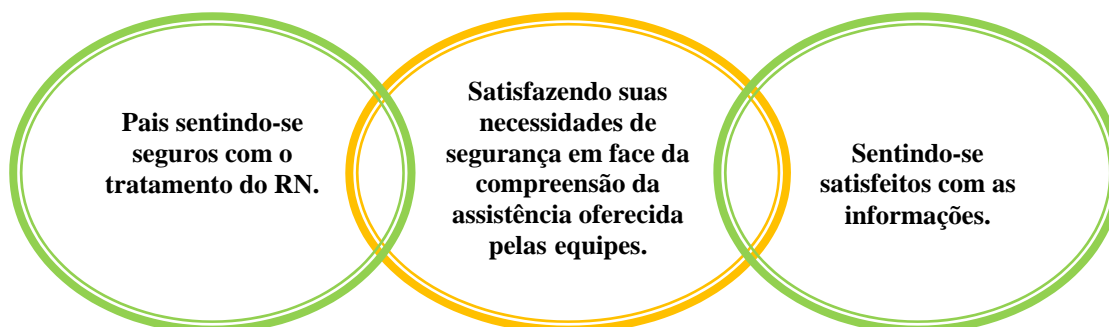 Pais sentindo-se
seguros com o
tratamento do RN.
Satisfazendo suas
necessidades de
segurança em face da
compreensão da
assistência oferecida
pelas equipes.
Sentindo-se
satisfeitos com as
informações.